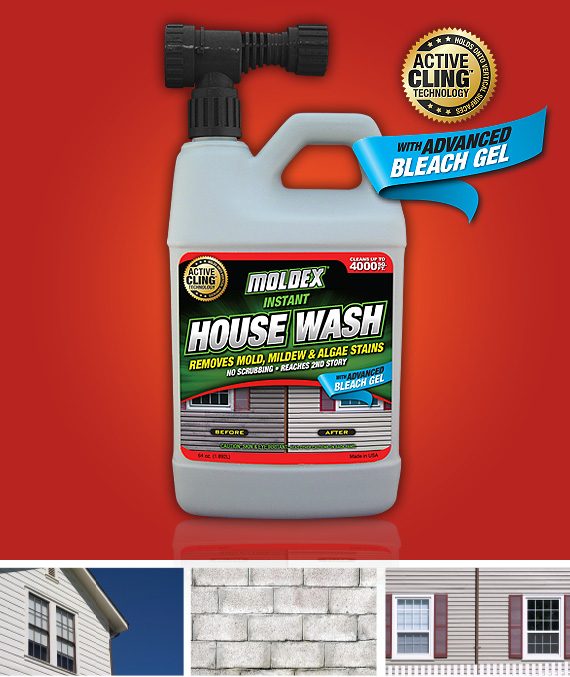 HOLDS ONTO VERTICAL SURFACES
ACTIVE
CLING™
TECHNOLOGY
WITH ADVANCED
BLEACH GEL
CLEANS UP TO
4000 SQ. FT.
ACTIVE
CLING
TECHNOLOGY
MOLDEX
INSTANT
HOUSE WASH
REMOVES MOLD, MILDEW & ALGAE STAINS
NO SCRUBBING • REACHES 2ND STORY
WITH ADVANCED
BLEACH GEL
BEFORE
AFTER
64 oz. (1.892L)
Made in USA